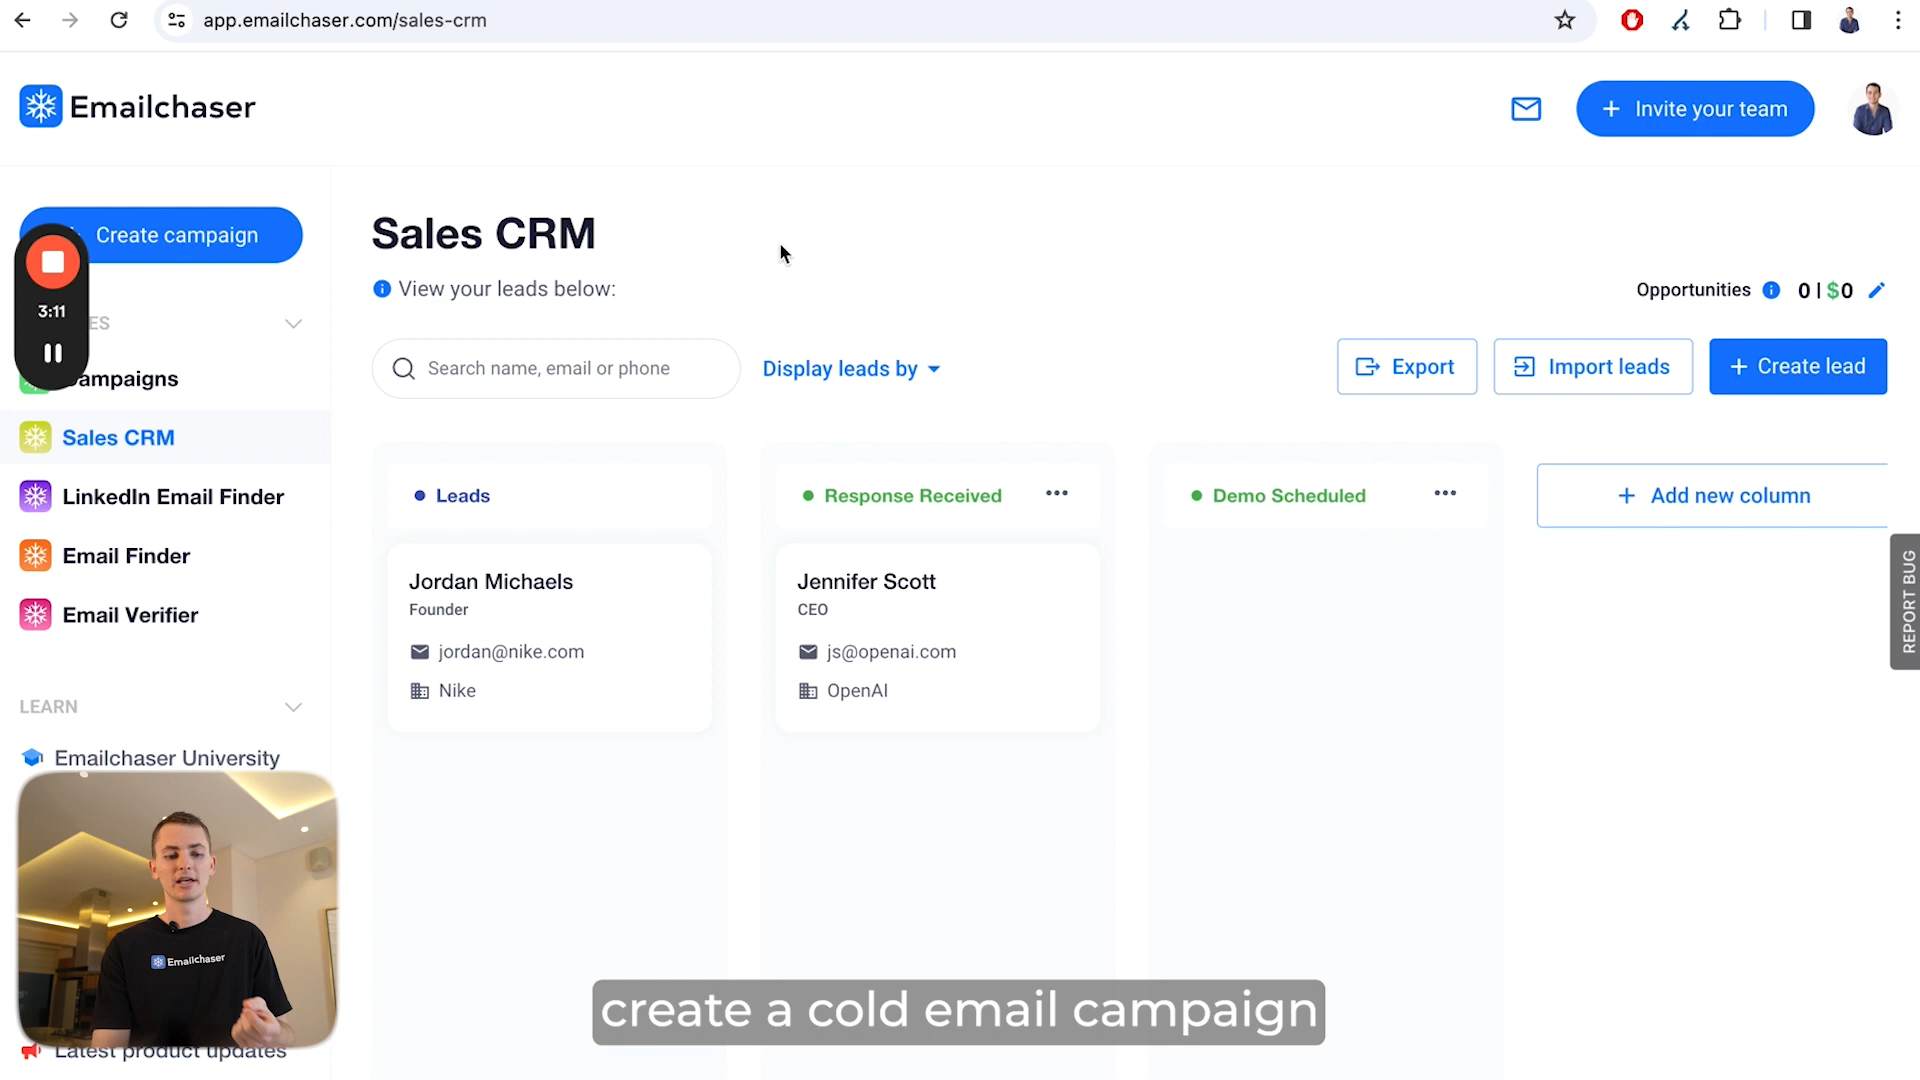 app.emailchaser.com/sales-crm
Emailchaser
Invite your team
Create campaign
3:11
ES
Campaigns
Sales CRM
LinkedIn Email Finder
Email Finder
Email Verifier
LEARN
Emailchaser University
Latest product updates
Sales CRM
View your leads below:
Opportunities 0 | $0
Search name, email or phone
Display leads by
Export
Import leads
+ Create lead
Leads
Response Received
Demo Scheduled
+ Add new column
Jordan Michaels
Founder
jordan@nike.com
Nike
Jennifer Scott
CEO
js@openai.com
OpenAI
REPORT BUG
Emailchaser
create a cold email campaign